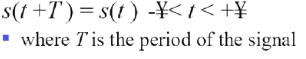 s(t +T ) = s(t ) -¥< t < +¥
▪ where T is the period of the signal